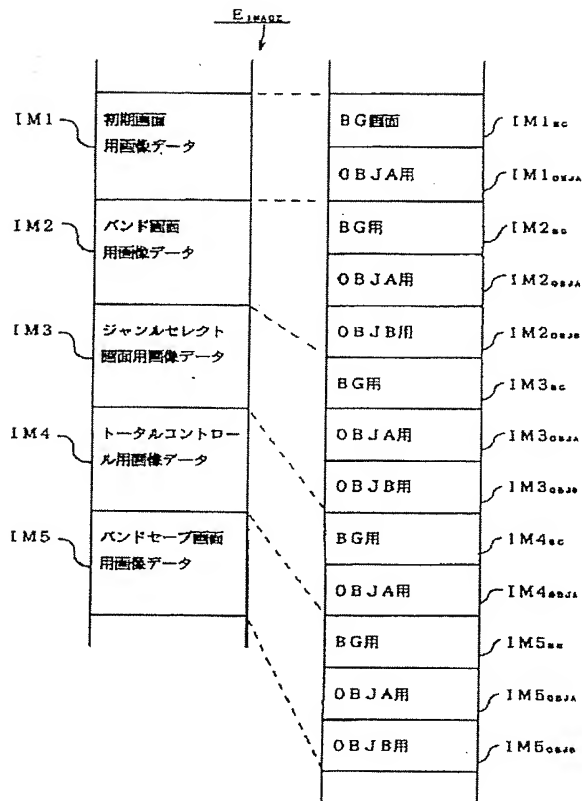 E IMAGE
IM1
初期画面
用画像データ
IM2
バンド画面
用画像データ
IM3
ジャンルセレクト
画面用画像データ
IM4
トータルコントロー
ル用画像データ
IM5
バンドセーブ画面
用画像データ
BG画面
IM1BG
OBJA用
IM1OBJA
BG用
IM2BG
OBJA用
IM2OBJA
OBJB用
IM2OBJB
BG用
IM3BG
OBJA用
IM3OBJA
OBJB用
IM3OBJB
BG用
IM4BG
OBJA用
IM4OBJA
BG用
IM5BG
OBJA用
IM5OBJA
OBJB用
IM5OBJB